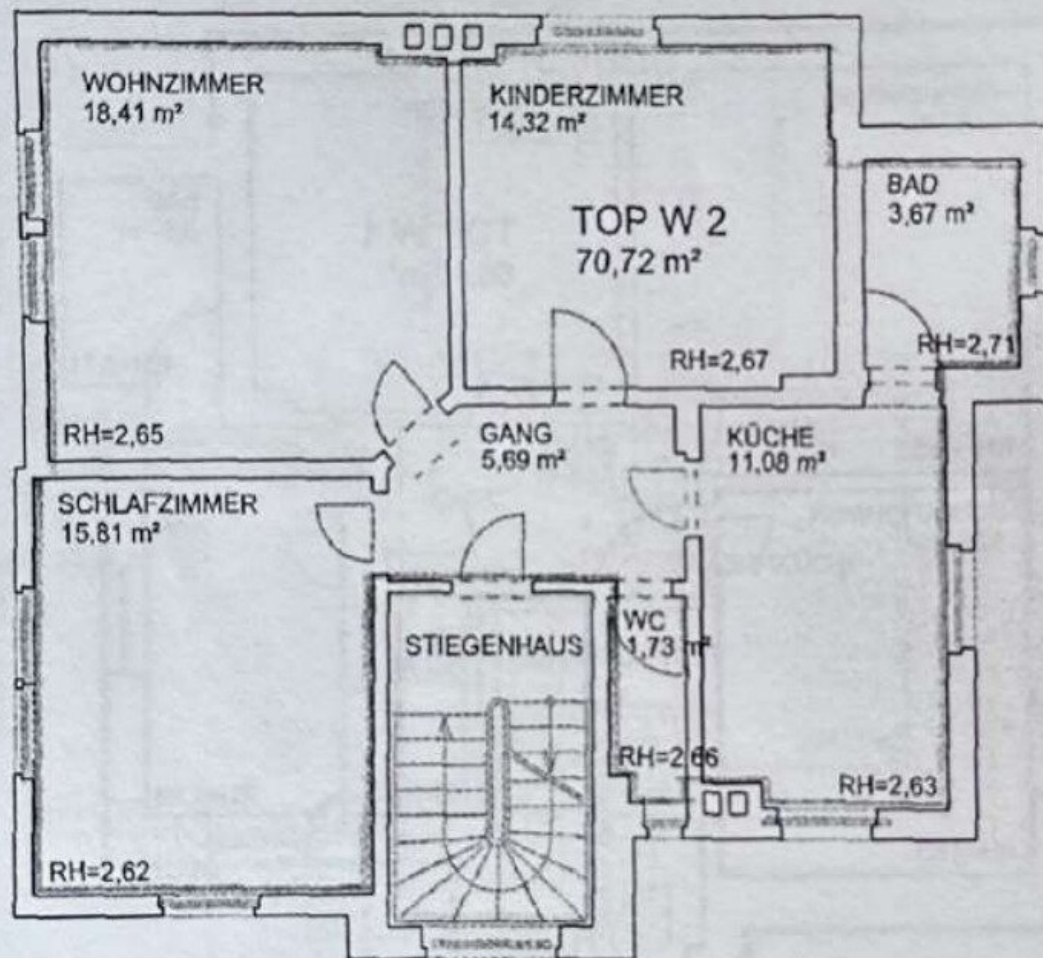 WOHNZIMMER
18,41 m²
KINDERZIMMER
14,32 m²
TOP W 2
70,72 m²
BAD
3,67 m²
RH=2,71
RH=2,67
RH=2,65
GANG
5,69 m²
KÜCHE
11,08 m²
SCHLAFZIMMER
15,81 m²
STIEGENHAUS
WC
1,73 m²
RH=2,66
RH=2,63
RH=2,62